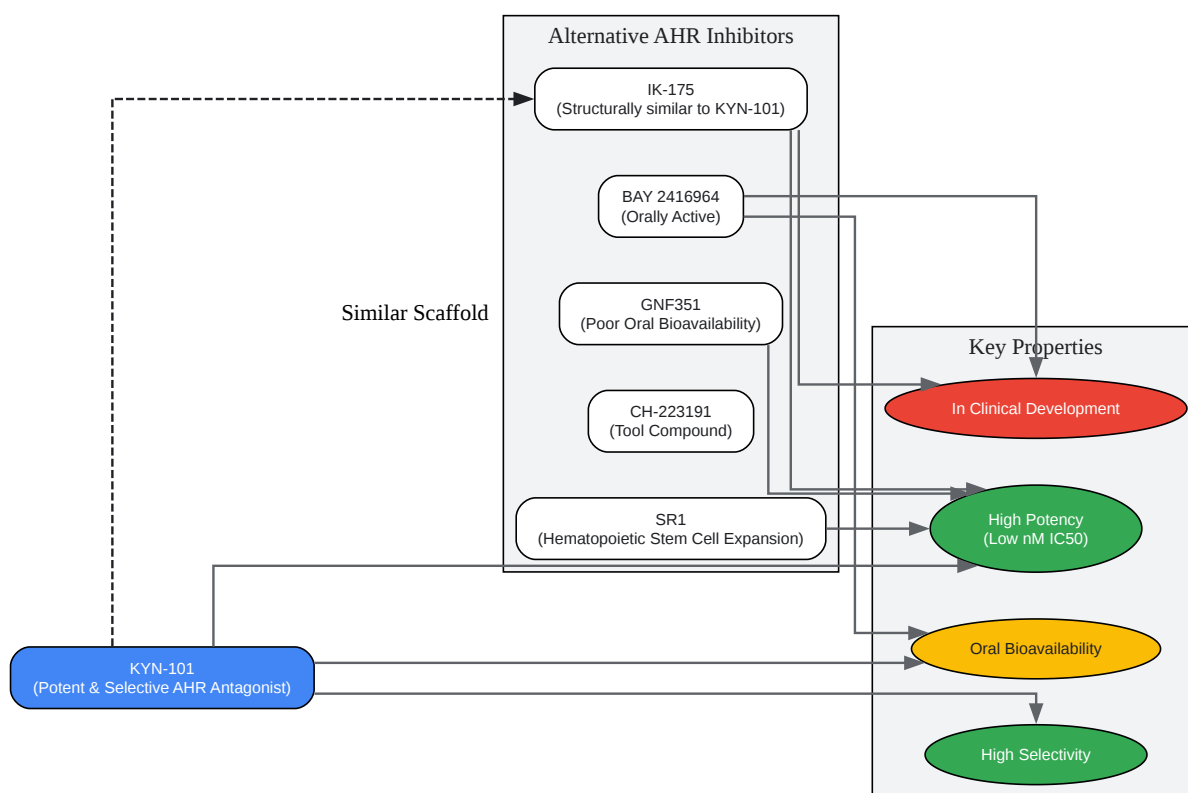 Alternative AHR Inhibitors
IK-175
(Structurally similar to KYN-101)
BAY 2416964
(Orally Active)
GNF351
(Poor Oral Bioavailability)
CH-223191
(Tool Compound)
SR1
(Hematopoietic Stem Cell Expansion)
Similar Scaffold
Key Properties
In Clinical Development
High Potency
(Low nM IC50)
Oral Bioavailability
High Selectivity
KYN-101
(Potent & Selective AHR Antagonist)